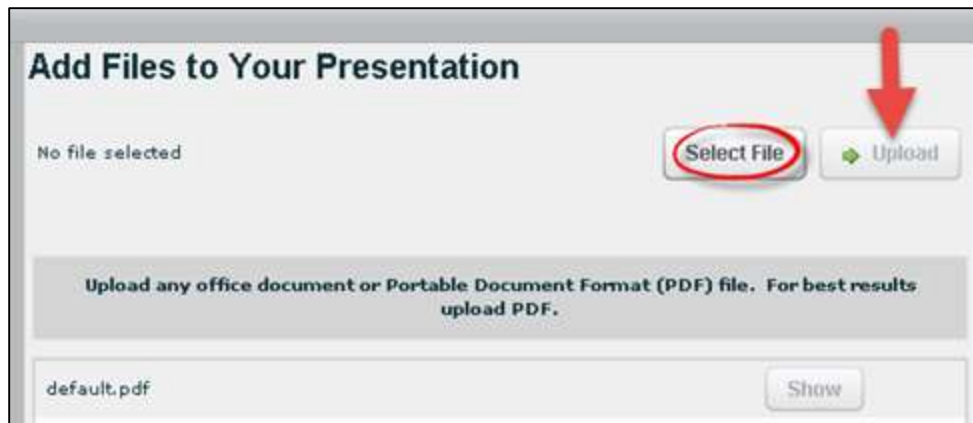 Add Files to Your Presentation
No file selected
Select File
Upload
Upload any office document or Portable Document Format (PDF) file. For best results
upload PDF.
default.pdf
Show